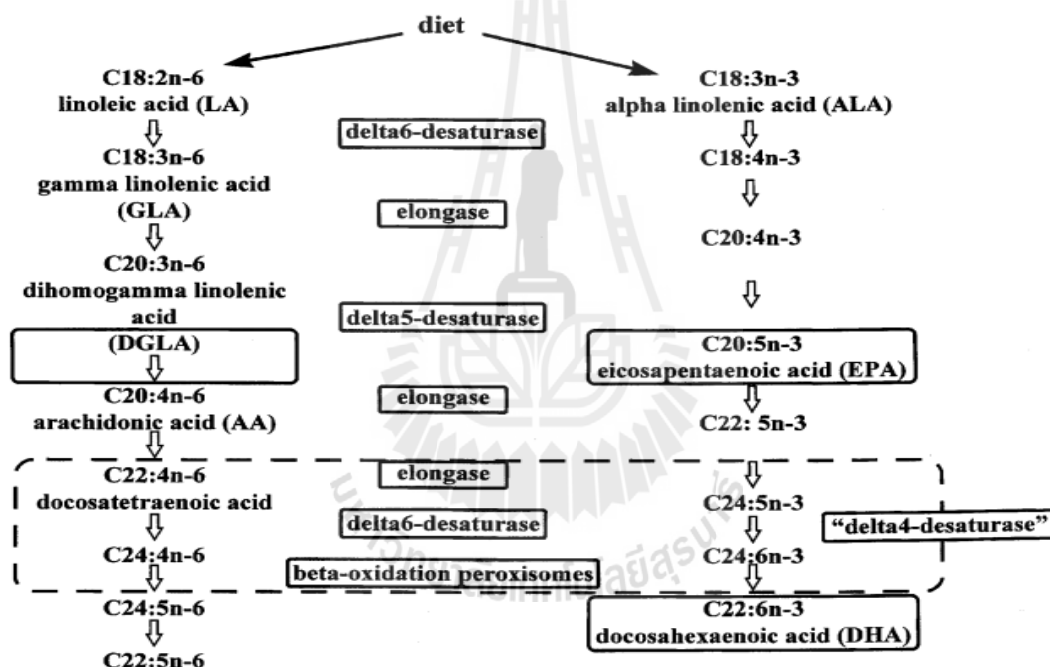 diet
C18:2n-6
linoleic acid (LA)
C18:3n-6
gamma linolenic acid
(GLA)
C20:3n-6
dihomogamma linolenic
acid
(DGLA)
C20:4n-6
arachidonic acid (AA)
C22:4n-6
docosatetraenoic acid
C24:4n-6
C24:5n-6
C22:5n-6
delta6-desaturase
elongase
delta5-desaturase
elongase
elongase
delta6-desaturase
beta-oxidation peroxisomes
C18:3n-3
alpha linolenic acid (ALA)
C18:4n-3
C20:4n-3
C20:5n-3
eicosapentaenoic acid (EPA)
C22: 5n-3
C24:5n-3
C24:6n-3
C22:6n-3
docosahexaenoic acid (DHA)
“delta4-desaturase”